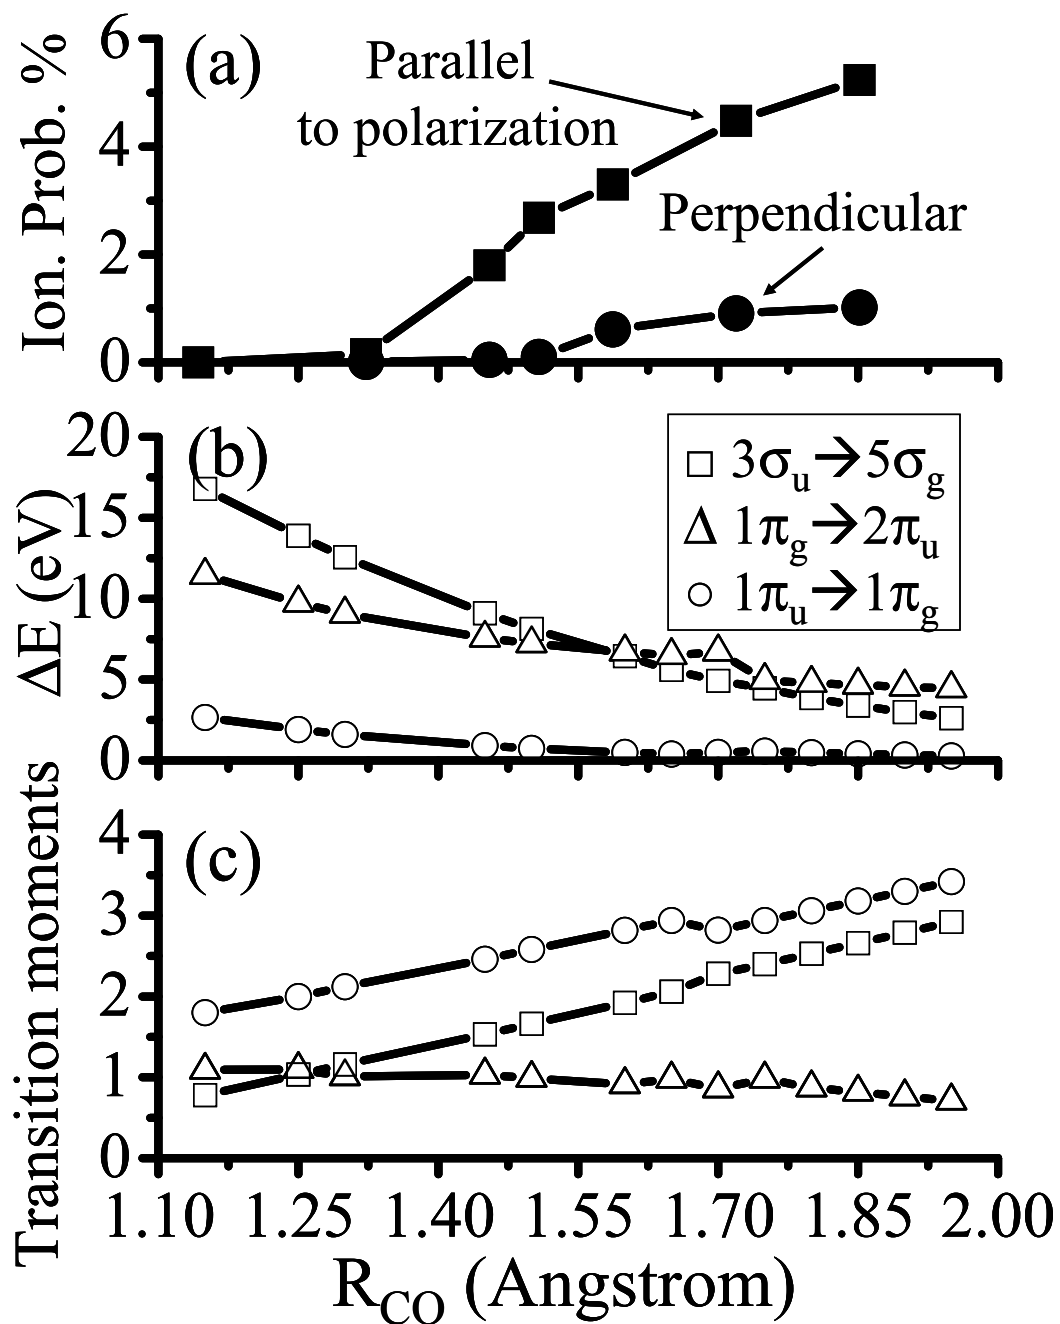 Ion. Prob. %
6
4
2
0
(a)
Parallel
to polarization
Perpendicular
ΔE (eV)
20
15
10
5
0
(b)
3σu→5σg
1πg→2πu
1πu→1πg
Transition moments
4
3
2
1
0
(c)
1.10 1.25 1.40 1.55 1.70 1.85 2.00
RCO (Angstrom)